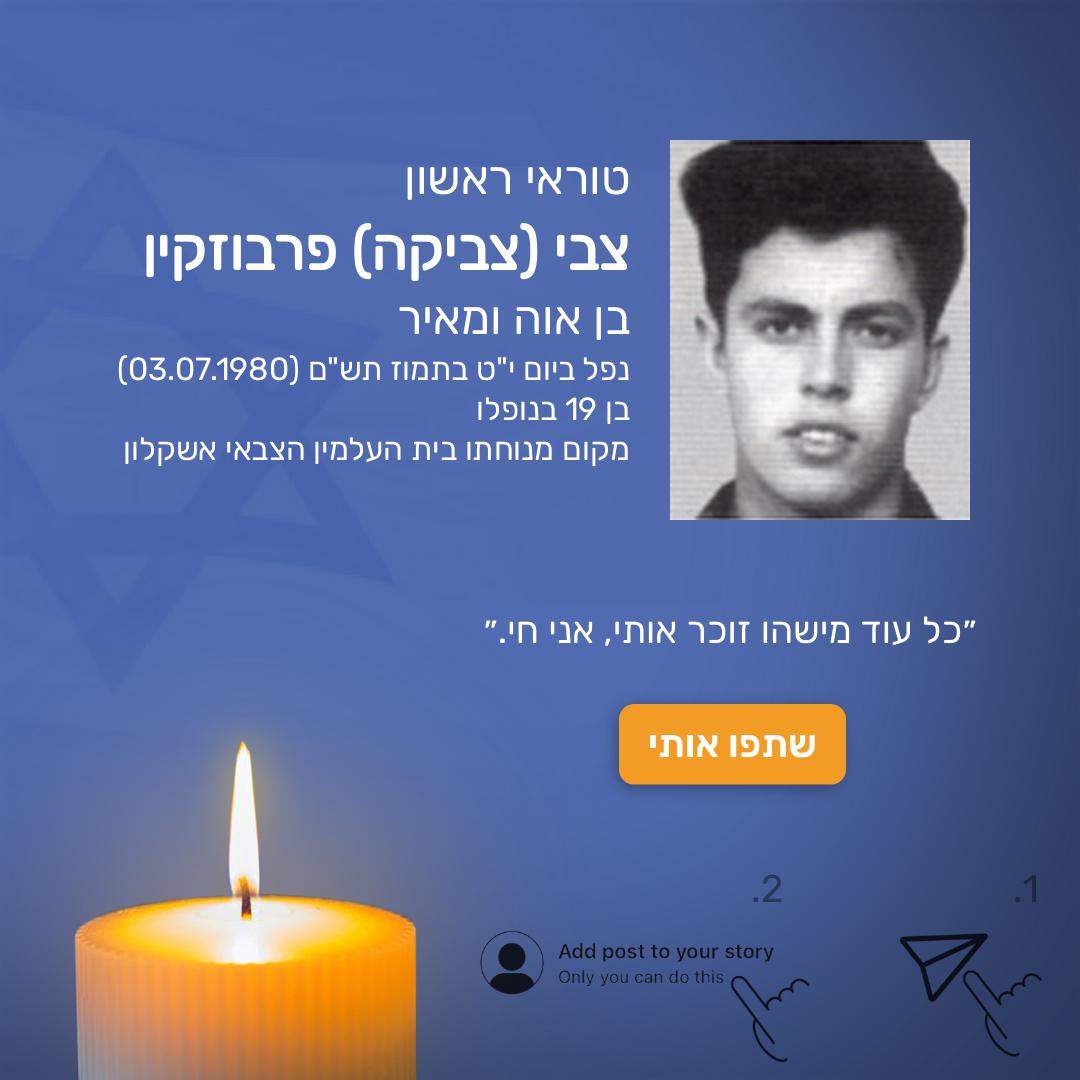 טוראי ראשון
צבי (צביקה) פרבוזקין
בן אוה ומאיר
נפל ביום י"ט בתמוז תש"ם (03.07.1980)
בן 19 בנופלו
מקום מנוחתו בית העלמין הצבאי אשקלון
״כל עוד מישהו זוכר אותי, אני חי.״
שתפו אותי
.1
.2
Add post to your story
Only you can do this